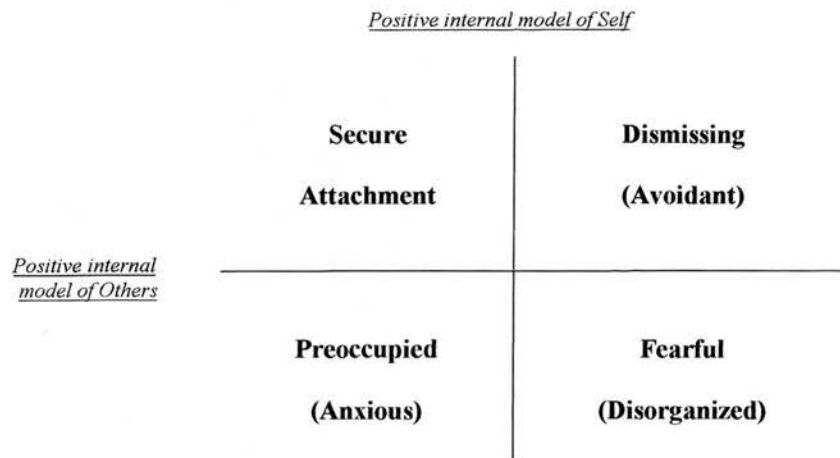 Positive internal model of Self
Secure
Attachment
Dismissing
(Avoidant)
Positive internal
model of Others
Preoccupied
(Anxious)
Fearful
(Disorganized)